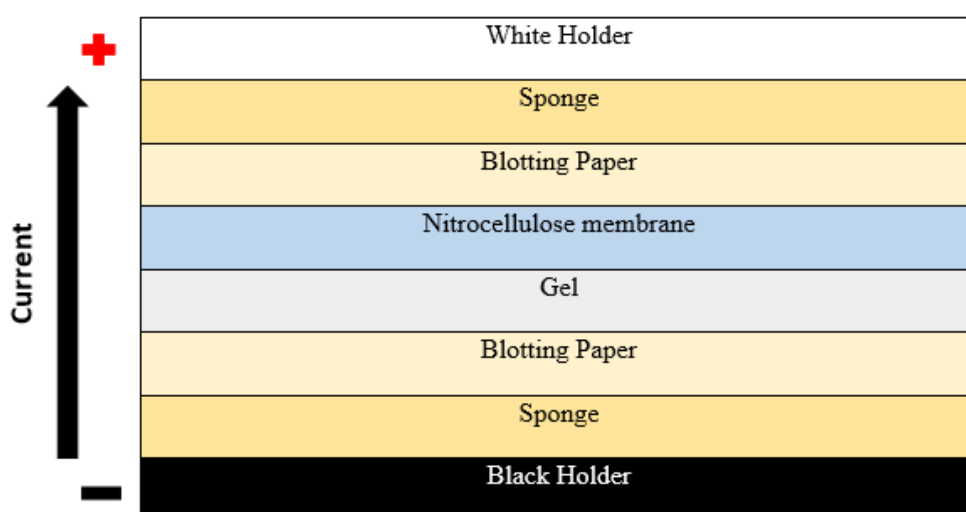 White Holder
Sponge
Blotting Paper
Nitrocellulose membrane
Gel
Blotting Paper
Sponge
Black Holder
Current